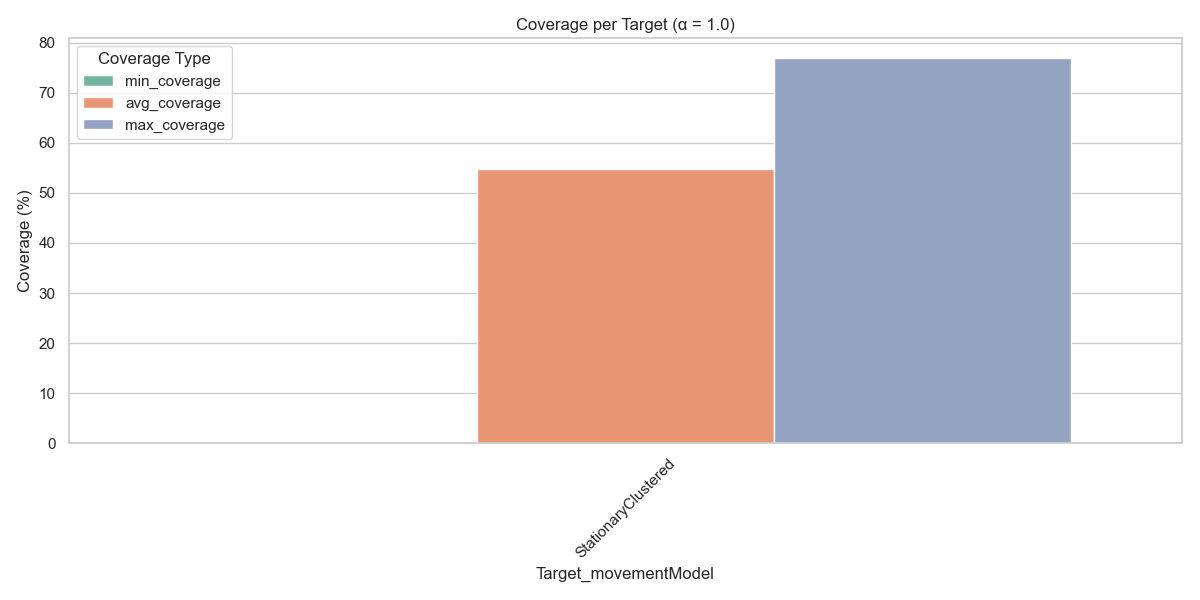 Coverage per Target (α = 1.0)
Coverage Type
min_coverage
avg_coverage
max_coverage
Coverage (%)
80
70
60
50
40
30
20
10
0
StationaryClustered
Target_movementModel